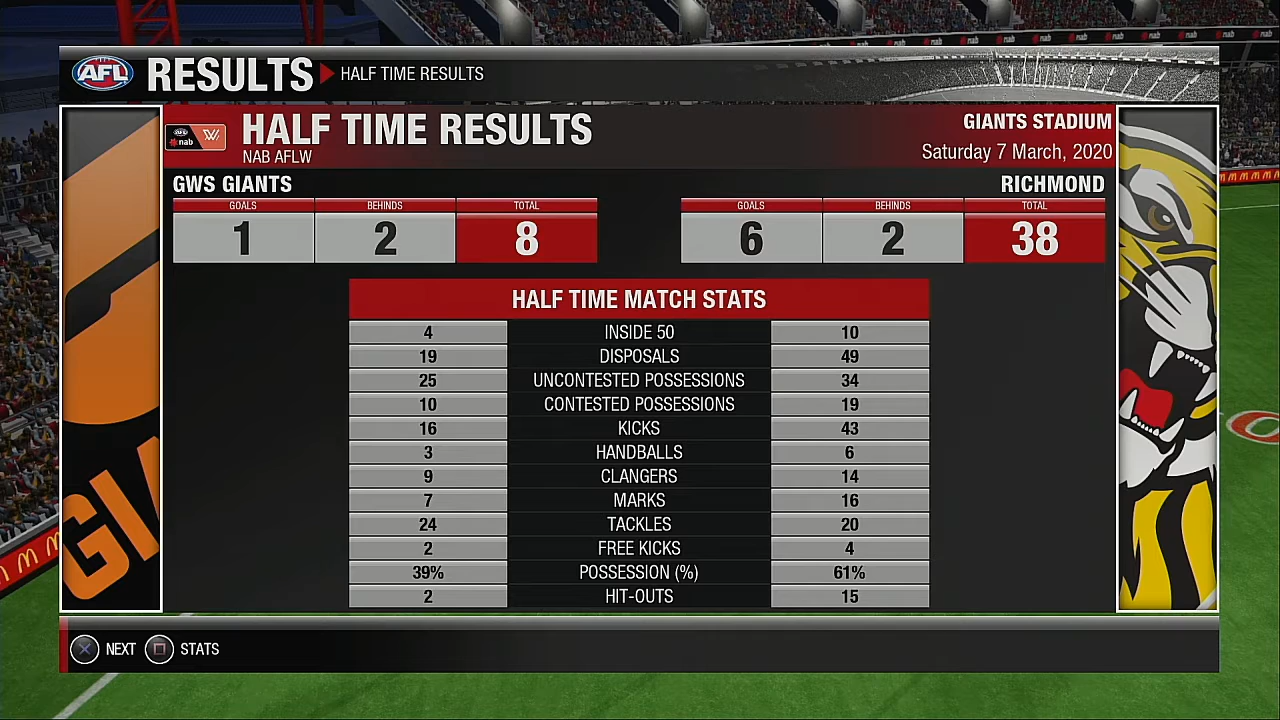 AFL RESULTS HALF TIME RESULTS
nab HALF TIME RESULTS GIANTS STADIUM
NAB AFLW Saturday 7 March, 2020
GWS GIANTS RICHMOND
GOALS BEHINDS TOTAL GOALS BEHINDS TOTAL
1 2 8 6 2 38
HALF TIME MATCH STATS
4 INSIDE 50 10
19 DISPOSALS 49
25 UNCONTESTED POSSESSIONS 34
10 CONTESTED POSSESSIONS 19
16 KICKS 43
3 HANDBALLS 6
9 CLANGERS 14
7 MARKS 16
24 TACKLES 20
2 FREE KICKS 4
39% POSSESSION (%) 61%
2 HIT-OUTS 15
GIA
NEXT STATS